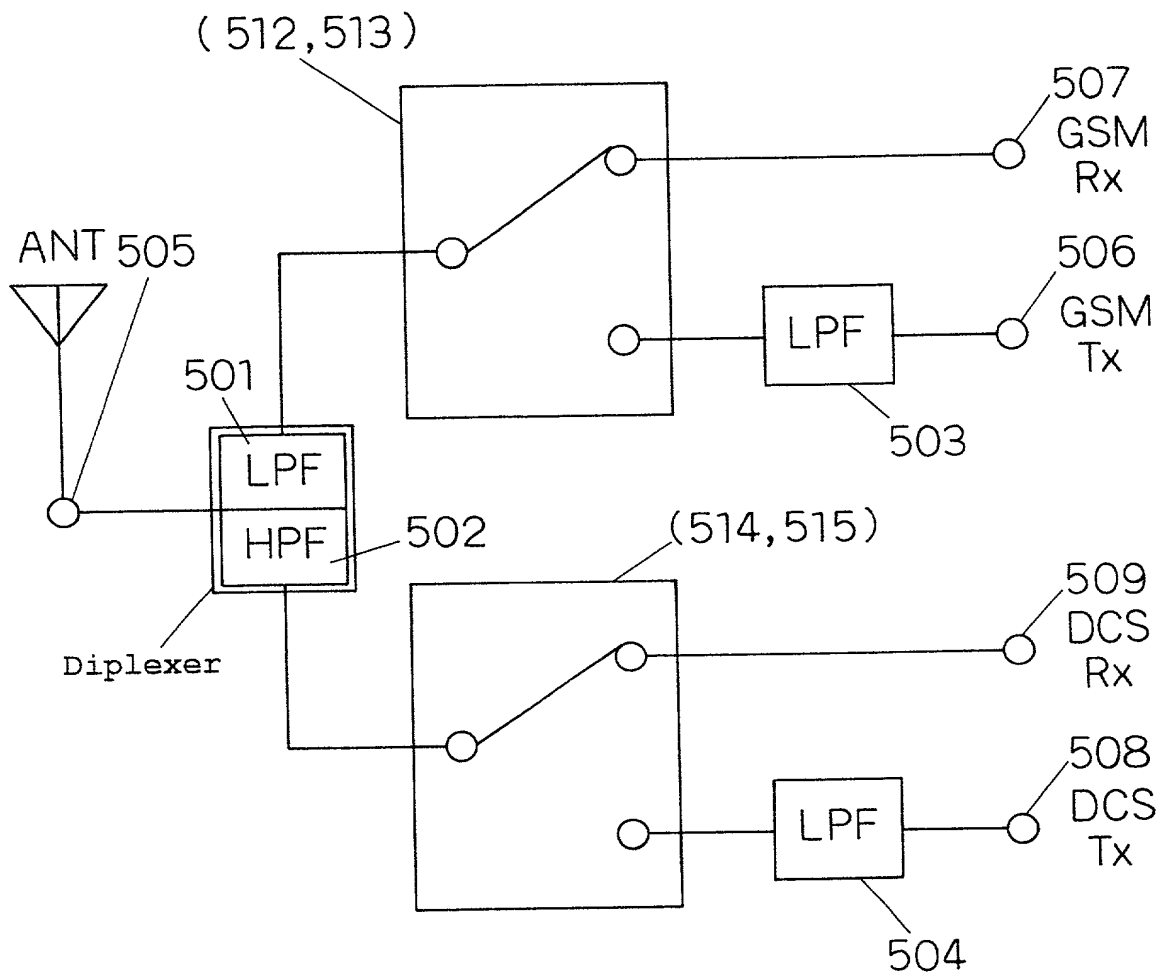 (512,513)
507
GSM
Rx
ANT 505
506
GSM
Tx
LPF
503
501
LPF
HPF
502
(514,515)
Diplexer
509
DCS
Rx
508
DCS
Tx
LPF
504